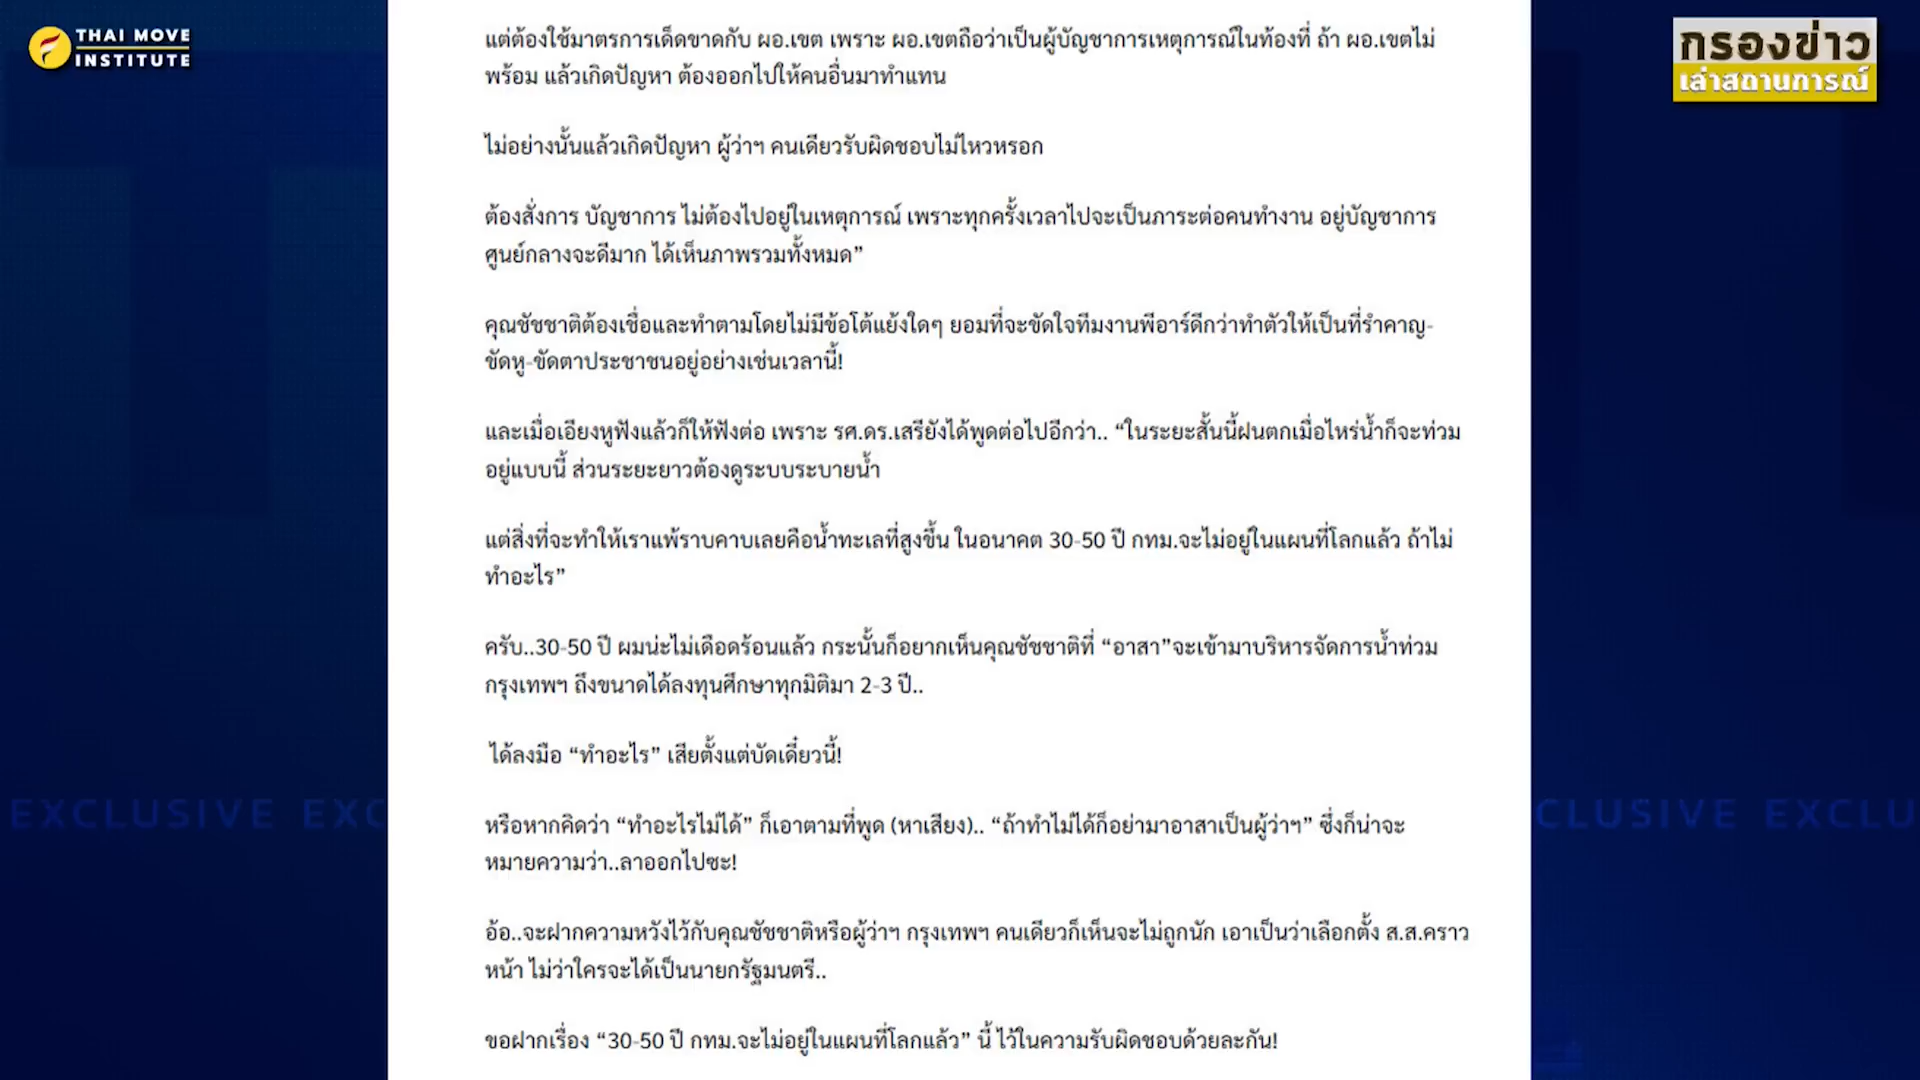 THAI MOVE
INSTITUTE
กรองข่าว
เล่าสถานการณ์
แต่ต้องใช้มาตรการเด็ดขาดกับ ผอ.เขต เพราะ ผอ.เขตถือว่าเป็นผู้บัญชาการเหตุการณ์ในท้องที่ ถ้า ผอ.เขตไม่
พร้อม แล้วเกิดปัญหา ต้องออกไปให้คนอื่นมาทำแทน
ไม่อย่างนั้นแล้วเกิดปัญหา ผู้ว่าฯ คนเดียวรับผิดชอบไม่ไหวหรอก
ต้องสั่งการ บัญชาการ ไม่ต้องไปอยู่ในเหตุการณ์ เพราะทุกครั้งเวลาไปจะเป็นภาระต่อคนทำงาน อยู่บัญชาการ
ศูนย์กลางจะดีมาก ได้เห็นภาพรวมทั้งหมด”
คุณชัชชาติต้องเชื่อและทำตามโดยไม่มีข้อโต้แย้งใดๆ ยอมที่จะขัดใจทีมงานพีอาร์ดีกว่าทำตัวให้เป็นที่รำคาญ-
ขัดหู-ขัดตาประชาชนอยู่อย่างเช่นเวลานี้!
และเมื่อเอียงหูฟังแล้วก็ให้ฟังต่อ เพราะ รศ.ดร.เสรียังได้พูดต่อไปอีกว่า.. “ในระยะสั้นนี้ฝนตกเมื่อไหร่น้ำก็จะท่วม
อยู่แบบนี้ ส่วนระยะยาวต้องดูระบบระบายน้ำ
แต่สิ่งที่จะทำให้เราแพ้ราบคาบเลยคือน้ำทะเลที่สูงขึ้น ในอนาคต 30-50 ปี กทม.จะไม่อยู่ในแผนที่โลกแล้ว ถ้าไม่
ทำอะไร”
ครับ..30-50 ปี ผมน่ะไม่เดือดร้อนแล้ว กระนั้นก็อยากเห็นคุณชัชชาติที่ “อาสา”จะเข้ามาบริหารจัดการน้ำท่วม
กรุงเทพฯ ถึงขนาดได้ลงทุนศึกษาทุกมิติมา 2-3 ปี..
ได้ลงมือ “ทำอะไร” เสียตั้งแต่บัดเดี๋ยวนี้!
หรือหากคิดว่า “ทำอะไรไม่ได้” ก็เอาตามที่พูด (หาเสียง).. “ถ้าทำไม่ได้ก็อย่ามาอาสาเป็นผู้ว่าฯ” ซึ่งก็น่าจะ
หมายความว่า..ลาออกไปซะ!
อ้อ..จะฝากความหวังไว้กับคุณชัชชาติหรือผู้ว่าฯ กรุงเทพฯ คนเดียวก็เห็นจะไม่ถูกนัก เอาเป็นว่าเลือกตั้ง ส.ส.คราว
หน้า ไม่ว่าใครจะได้เป็นนายกรัฐมนตรี..
ขอฝากเรื่อง “30-50 ปี กทม.จะไม่อยู่ในแผนที่โลกแล้ว” นี้ ไว้ในความรับผิดชอบด้วยละกัน!
EXCLUSIVE EXC
CLUSIVE EXCLU